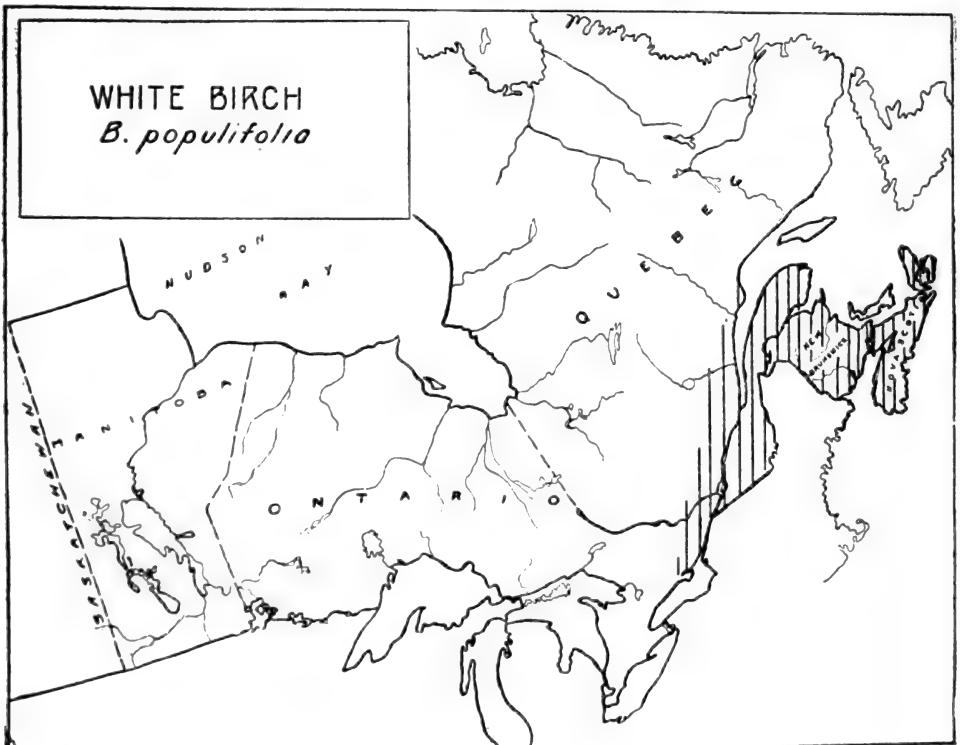 WHITE BIRCH
B. populifolia
HUDSON
BAY
QUEBEC
MANITOBA
SASKATCHEWAN
ONTARIO
NEW
BRUNSWICK
NOVA SCOTIA